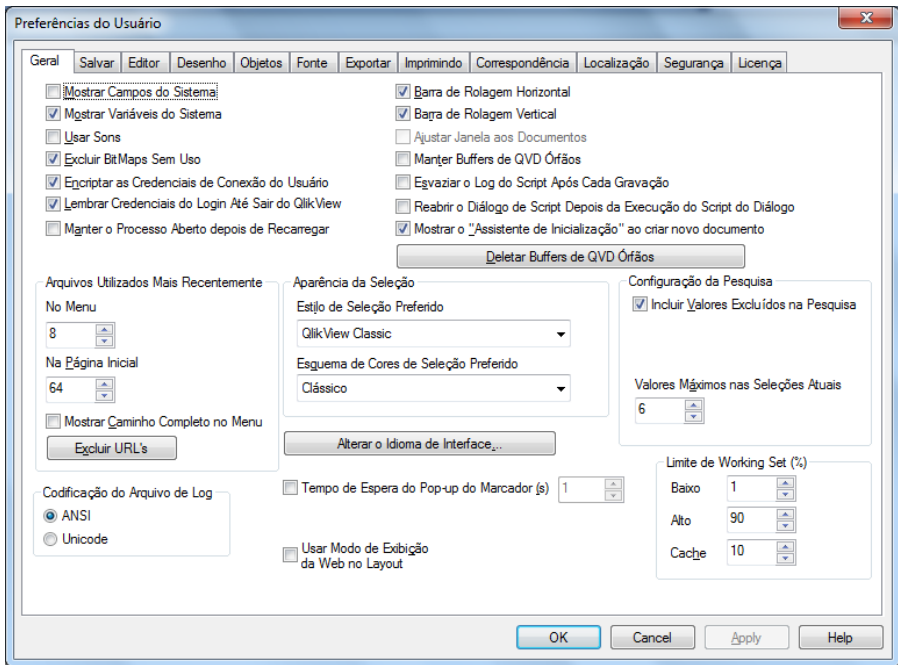 Preferências do Usuário
Geral Salvar Editor Desenho Objetos Fonte Exportar Imprimindo Correspondência Localização Segurança Licença
Mostrar Campos do Sistema
Mostrar Variáveis do Sistema
Usar Sons
Excluir BitMaps Sem Uso
Encriptar as Credenciais de Conexão do Usuário
Lembrar Credenciais do Login Até Sair do QlikView
Manter o Processo Aberto depois de Recarregar
Barra de Rolagem Horizontal
Barra de Rolagem Vertical
Ajustar Janela aos Documentos
Manter Buffers de QVD Órfãos
Esvaziar o Log do Script Após Cada Gravação
Reabrir o Diálogo de Script Depois da Execução do Script do Diálogo
Mostrar o "Assistente de Inicialização" ao criar novo documento
Deletar Buffers de QVD Órfãos
Arquivos Utilizados Mais Recentemente
No Menu
8
Na Página Inicial
64
Mostrar Caminho Completo no Menu
Excluir URL's
Aparência da Seleção
Estilo de Seleção Preferido
QlikView Classic
Esquema de Cores de Seleção Preferido
Clássico
Alterar o Idioma de Interface...
Configuração da Pesquisa
Incluir Valores Excluídos na Pesquisa
Valores Máximos nas Seleções Atuais
6
Codificação do Arquivo de Log
ANSI
Unicode
Tempo de Espera do Pop-up do Marcador (s) 1
Usar Modo de Exibição
da Web no Layout
Limite de Working Set (%)
Baixo 1
Alto 90
Cache 10
OK Cancel Apply Help